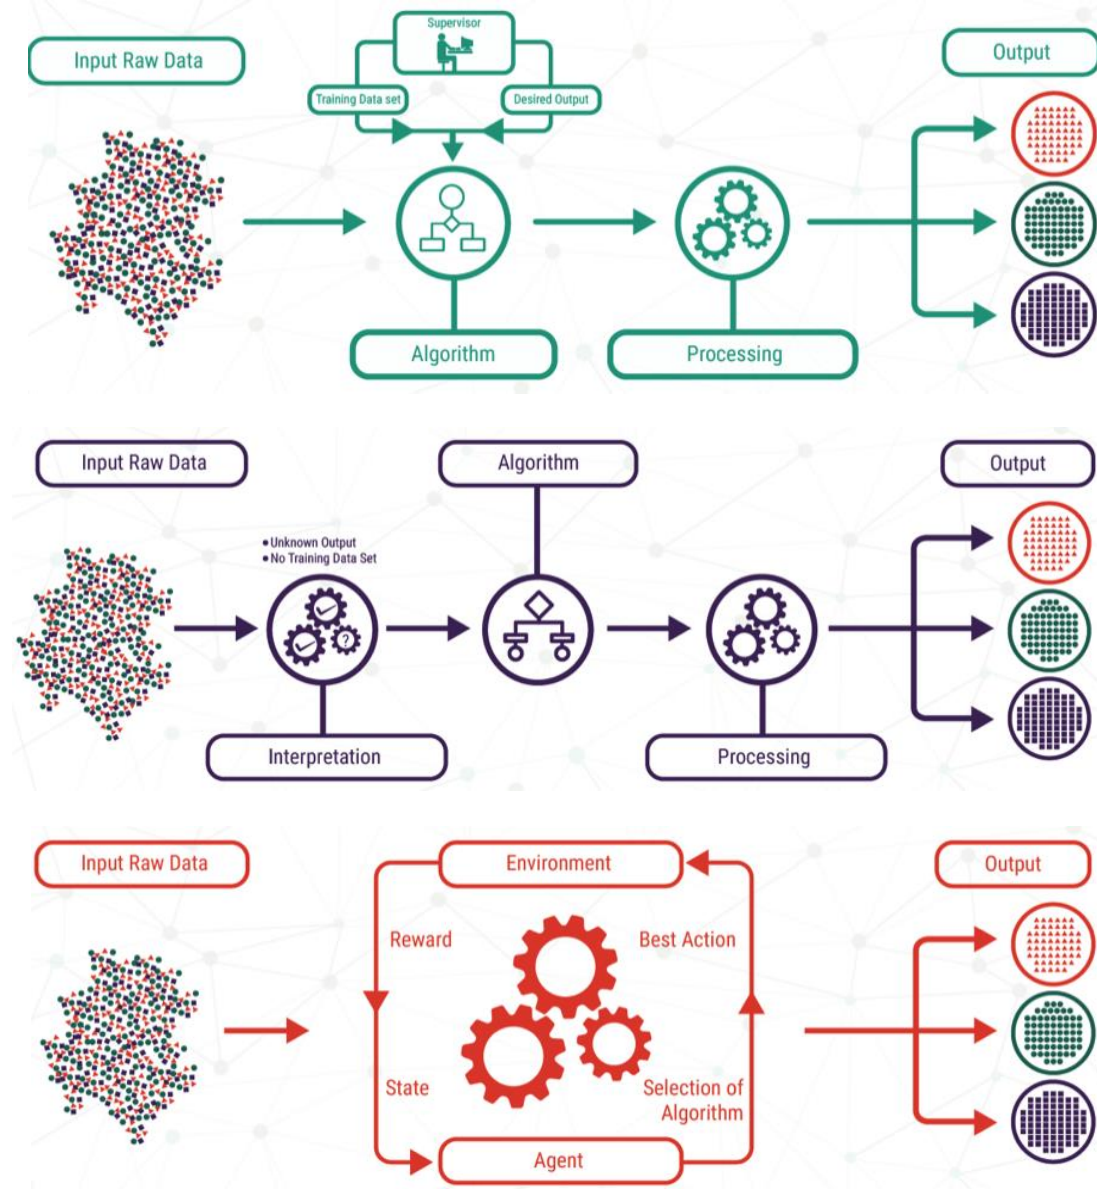 Supervisor
Input Raw Data
Output
Training Data set
Desired Output
Algorithm
Processing
Input Raw Data
Algorithm
Output
• Unknown Output
• No Training Data Set
?
Interpretation
Processing
Input Raw Data
Environment
Output
Reward
Best Action
State
Selection of
Algorithm
Agent